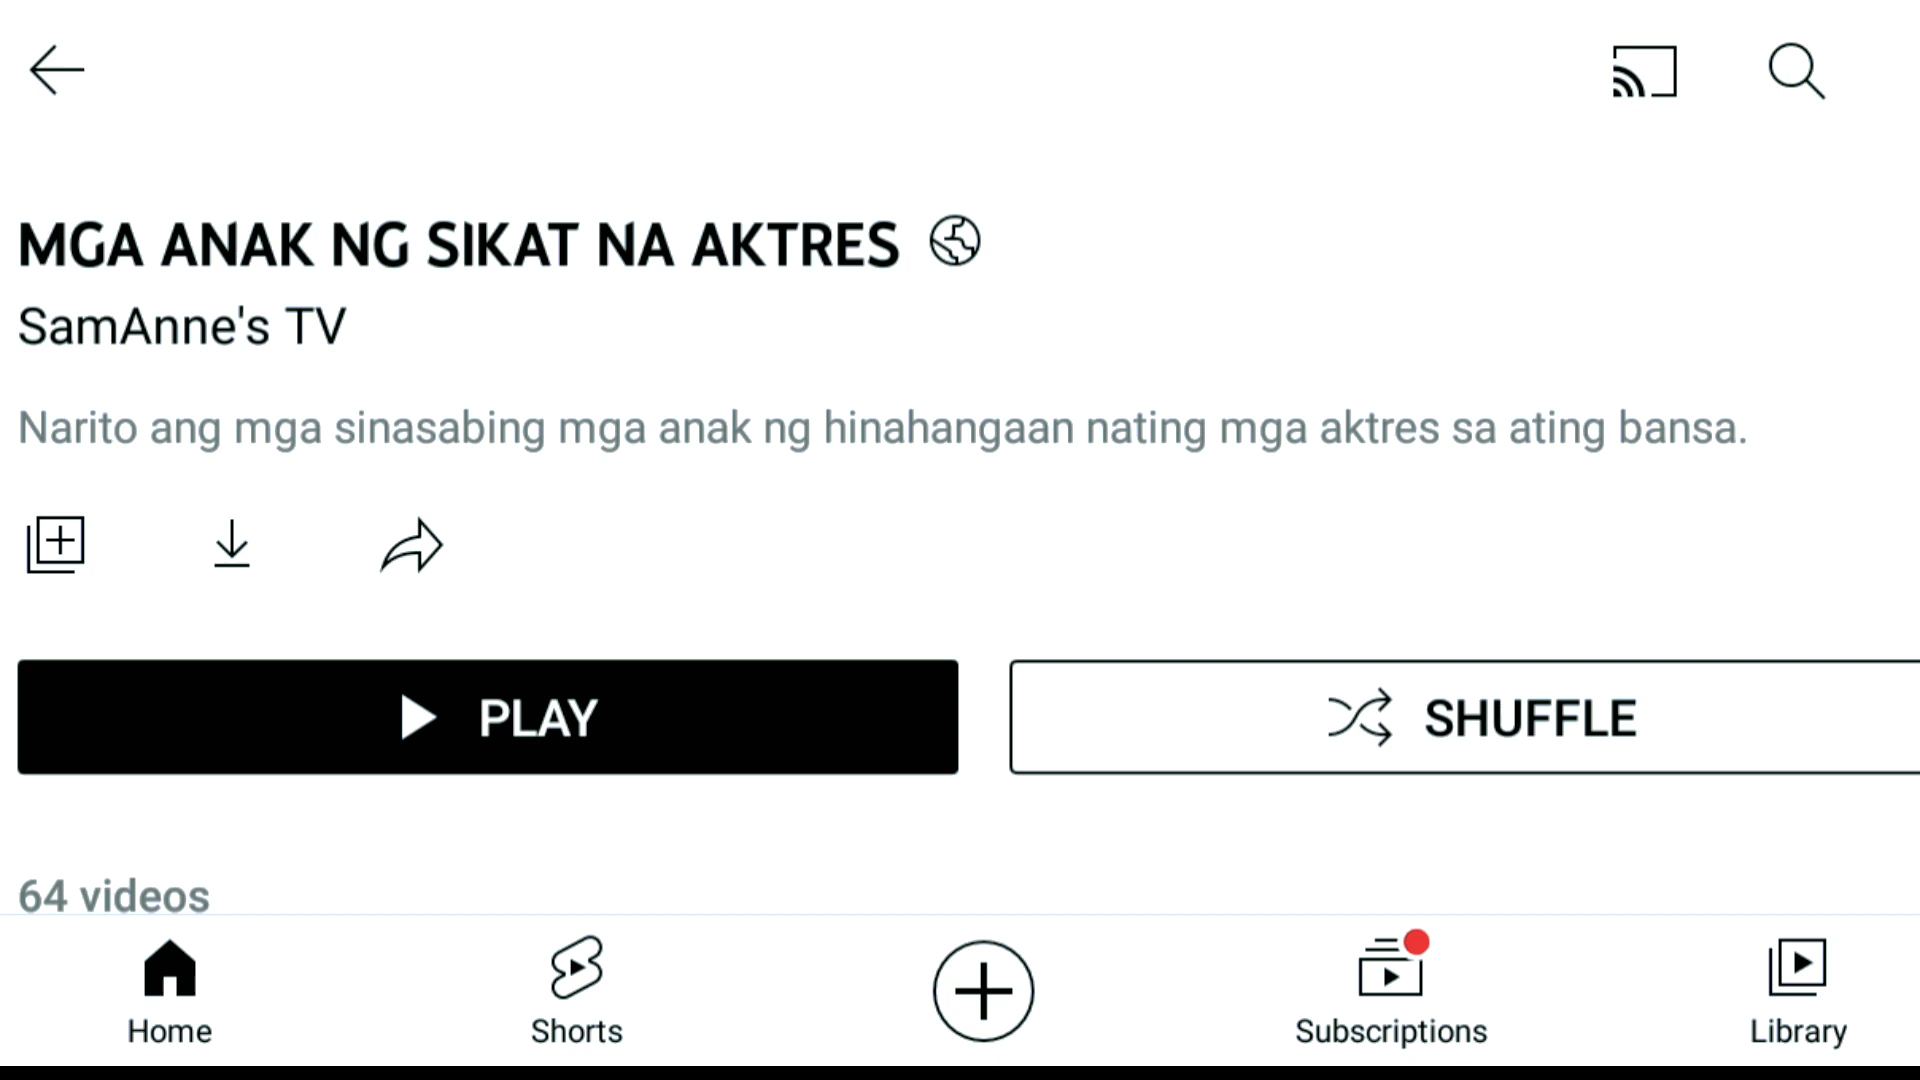 MGA ANAK NG SIKAT NA AKTRES
SamAnne's TV
Narito ang mga sinasabing mga anak ng hinahangaan nating mga aktres sa ating bansa.
PLAY
SHUFFLE
64 videos
Home
Shorts
Subscriptions
Library